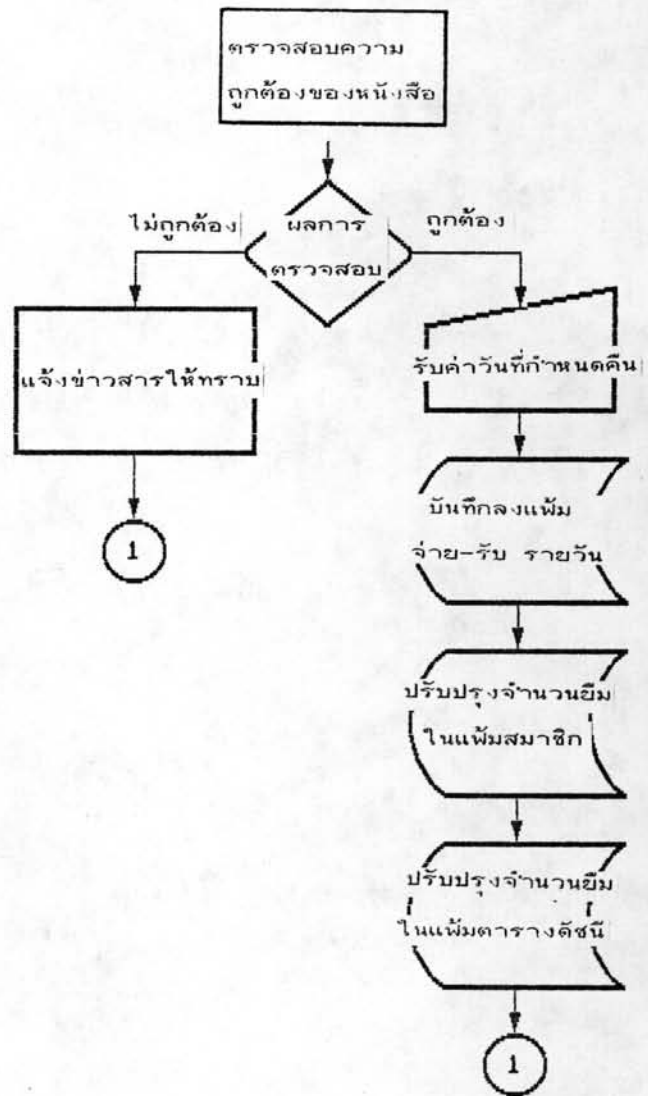 ตรวจสอบความ
ถูกต้องของหนังสือ
ไม่ถูกต้อง
ผลการ
ตรวจสอบ
ถูกต้อง
แจ้งข่าวสารให้ทราบ
รับค่าวันที่กำหนดคืน
1
บันทึกลงแฟ้ม
จ่าย-รับ รายวัน
ปรับปรุงจำนวนยืม
ในแฟ้มสมาชิก
ปรับปรุงจำนวนยืม
ในแฟ้มตารางดัชนี
1